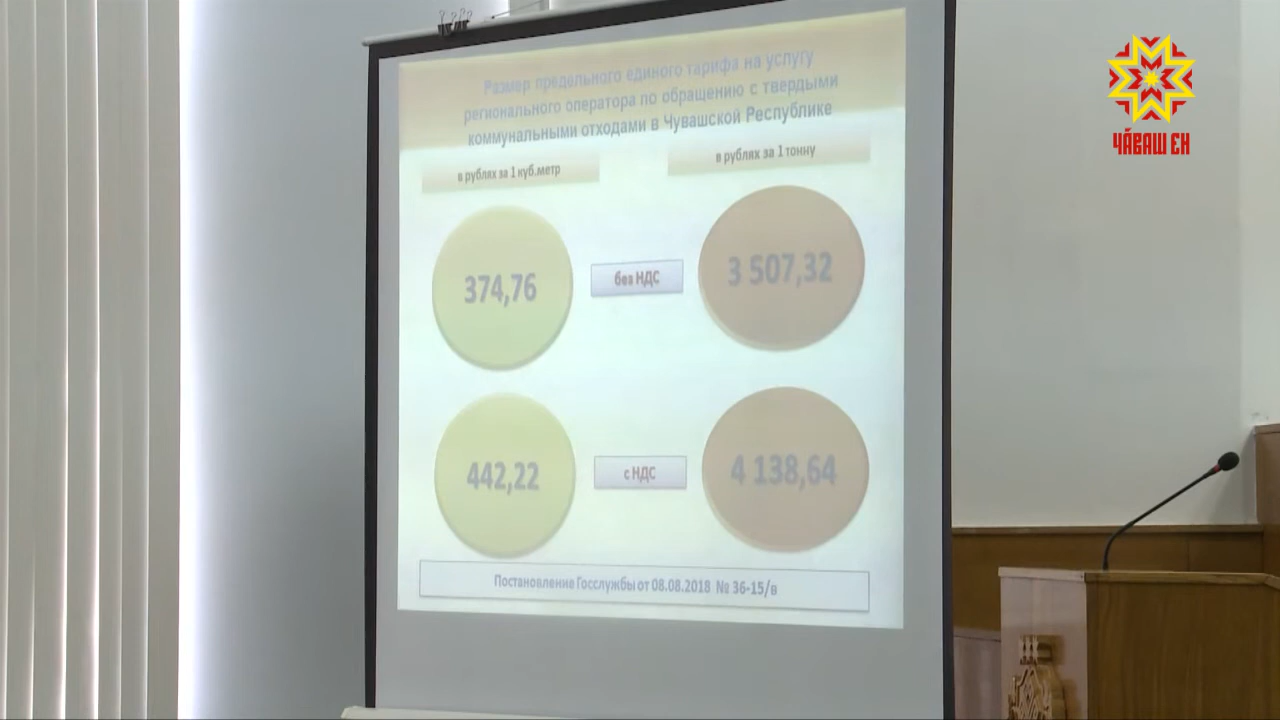 Размер предельного единого тарифа на услугу
регионального оператора по обращению с твердыми
коммунальными отходами в Чувашской Республике
в рублях за 1 куб.метр
в рублях за 1 тонну
374,76
без НДС
3 507,32
442,22
с НДС
4 138,64
Постановление Госслужбы от 08.08.2018 № 36-15/в
ЧӐВАШ ЕН